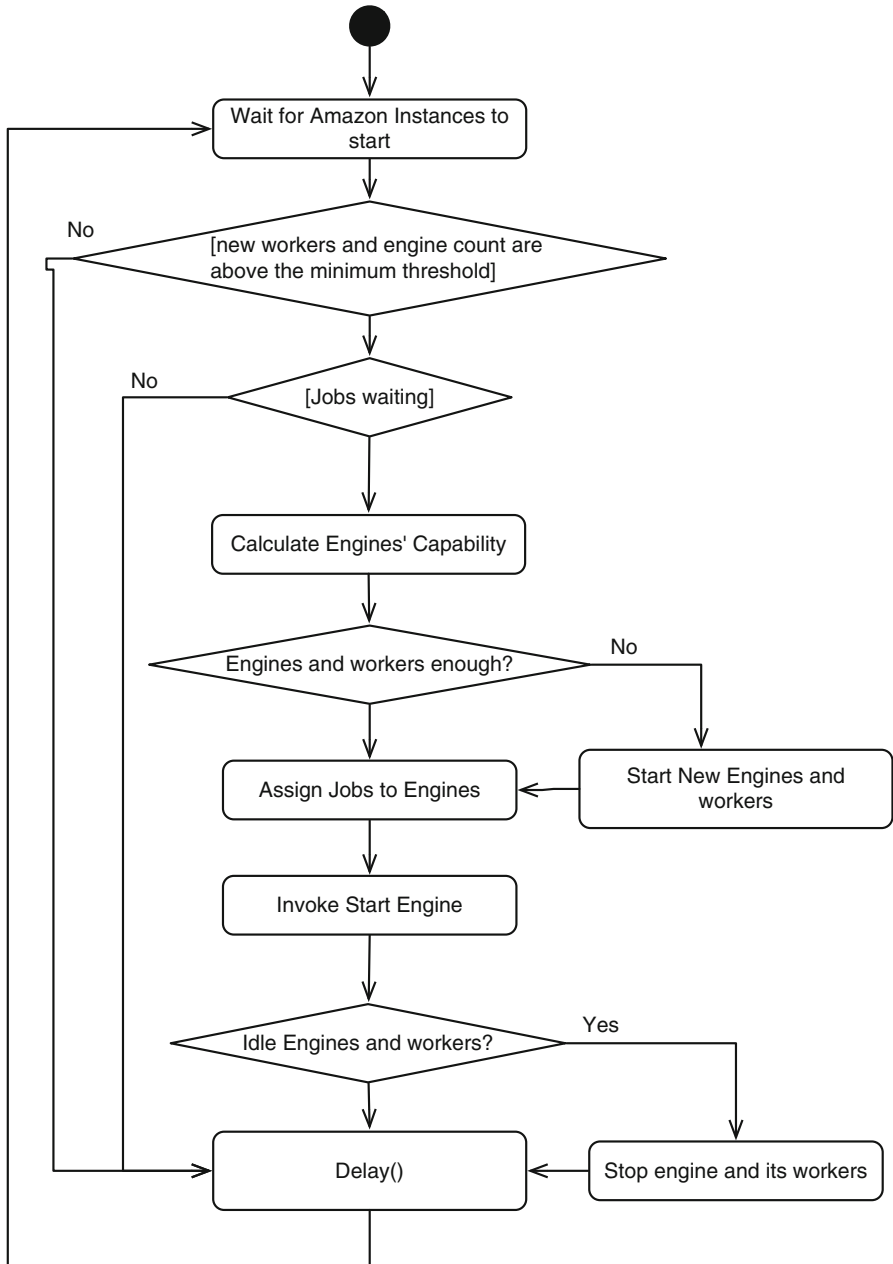 Wait for Amazon Instances to
start
No
[new workers and engine count are
above the minimum threshold]
No
[Jobs waiting]
Calculate Engines' Capability
Engines and workers enough?
No
Assign Jobs to Engines
Start New Engines and
workers
Invoke Start Engine
Idle Engines and workers?
Yes
Delay()
Stop engine and its workers